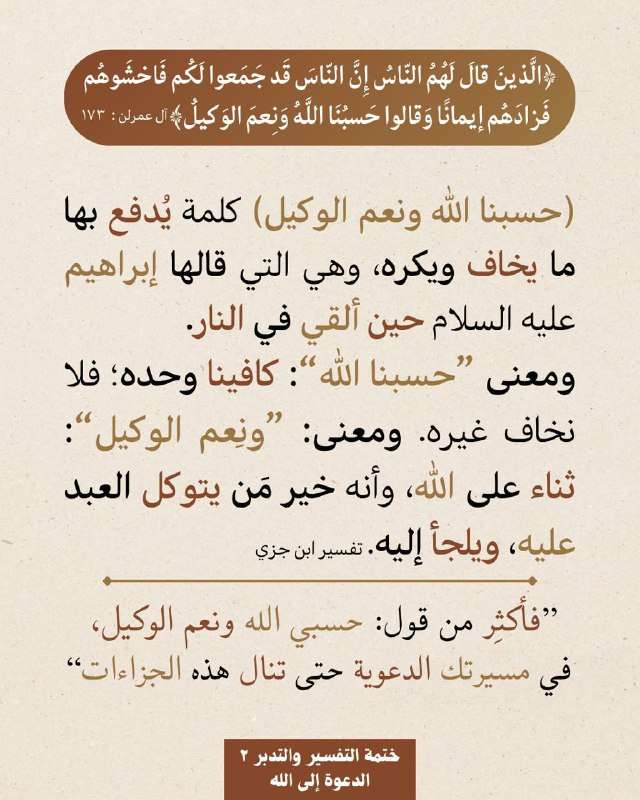 ﴿الَّذينَ قالَ لَهُمُ النّاسُ إِنَّ النّاسَ قَد جَمَعوا لَكُم فَاخشَوهُم
فَزادَهُم إيمانًا وَقالوا حَسبُنَا اللَّهُ وَنِعمَ الوَكيلُ﴾ آل عمرلن: ١٧٣
(حسبنا الله ونعم الوكيل) كلمة يُدفع بها
ما يخاف ويكره، وهي التي قالها إبراهيم
عليه السلام حين ألقي في النار.
ومعنى ”حسبنا الله“: كافينا وحده؛ فلا
نخاف غيره. ومعنى: ”ونِعم الوكيل“:
ثناء على الله، وأنه خير مَن يتوكل العبد
عليه، ويلجأ إليه. تفسير ابن جزي
”فأكثِر من قول: حسبي الله ونعم الوكيل،
في مسيرتك الدعوية حتى تنال هذه الجزاءات“
ختمة التفسير والتدبر ٢
الدعوة إلى الله